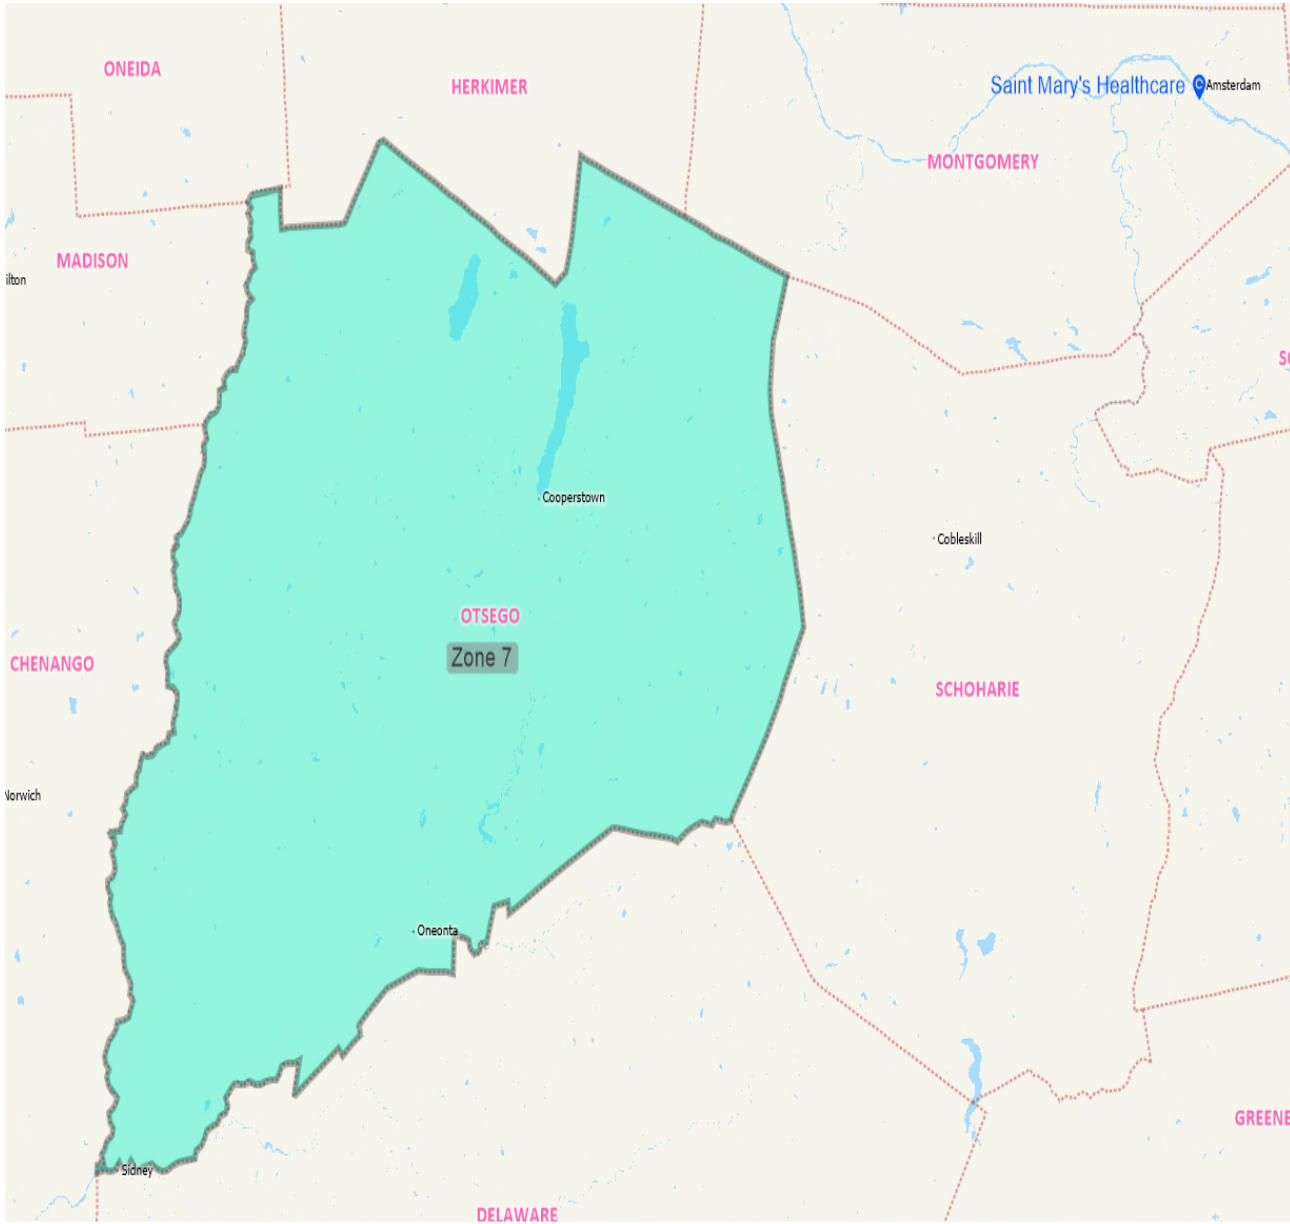 ONEIDA
HERKIMER
Saint Mary's Healthcare
C
Amsterdam
MONTGOMERY
MADISON
ilton
SC
Cooperstown
Cobleskill
OTSEGO
Zone 7
CHENANGO
SCHOHARIE
Norwich
Oneonta
GREENE
Sidney
DELAWARE